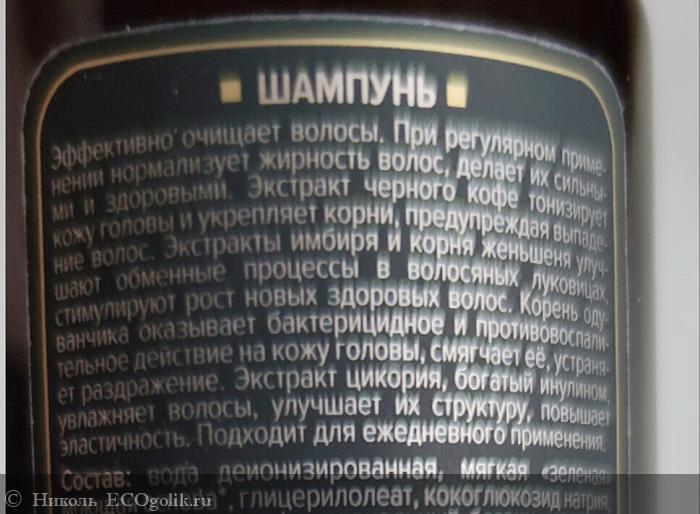 ШАМПУНЬ
Эффективно очищает волосы. При регулярном приме-
нении нормализует жирность волос, делает их сильны-
ми и здоровыми. Экстракт черного кофе тонизирует
кожу головы и укрепляет корни, предупреждая выпаде-
ние волос. Экстракты имбиря и корня женьшеня улуч-
шают обменные процессы в волосяных луковицах,
стимулируют рост новых здоровых волос. Корень оду-
ванчика оказывает бактерицидное и противовоспали-
тельное действие на кожу головы, смягчает её, устраня-
ет раздражение. Экстракт цикория, богатый инулином,
увлажняет волосы, улучшает их структуру, повышает
эластичность. Подходит для ежедневного применения.
Состав: вода деионизированная, мягкая «зеленая»
глицерилолеат, кокоглюкозид натрия,
© Николь ECOgolik.ru